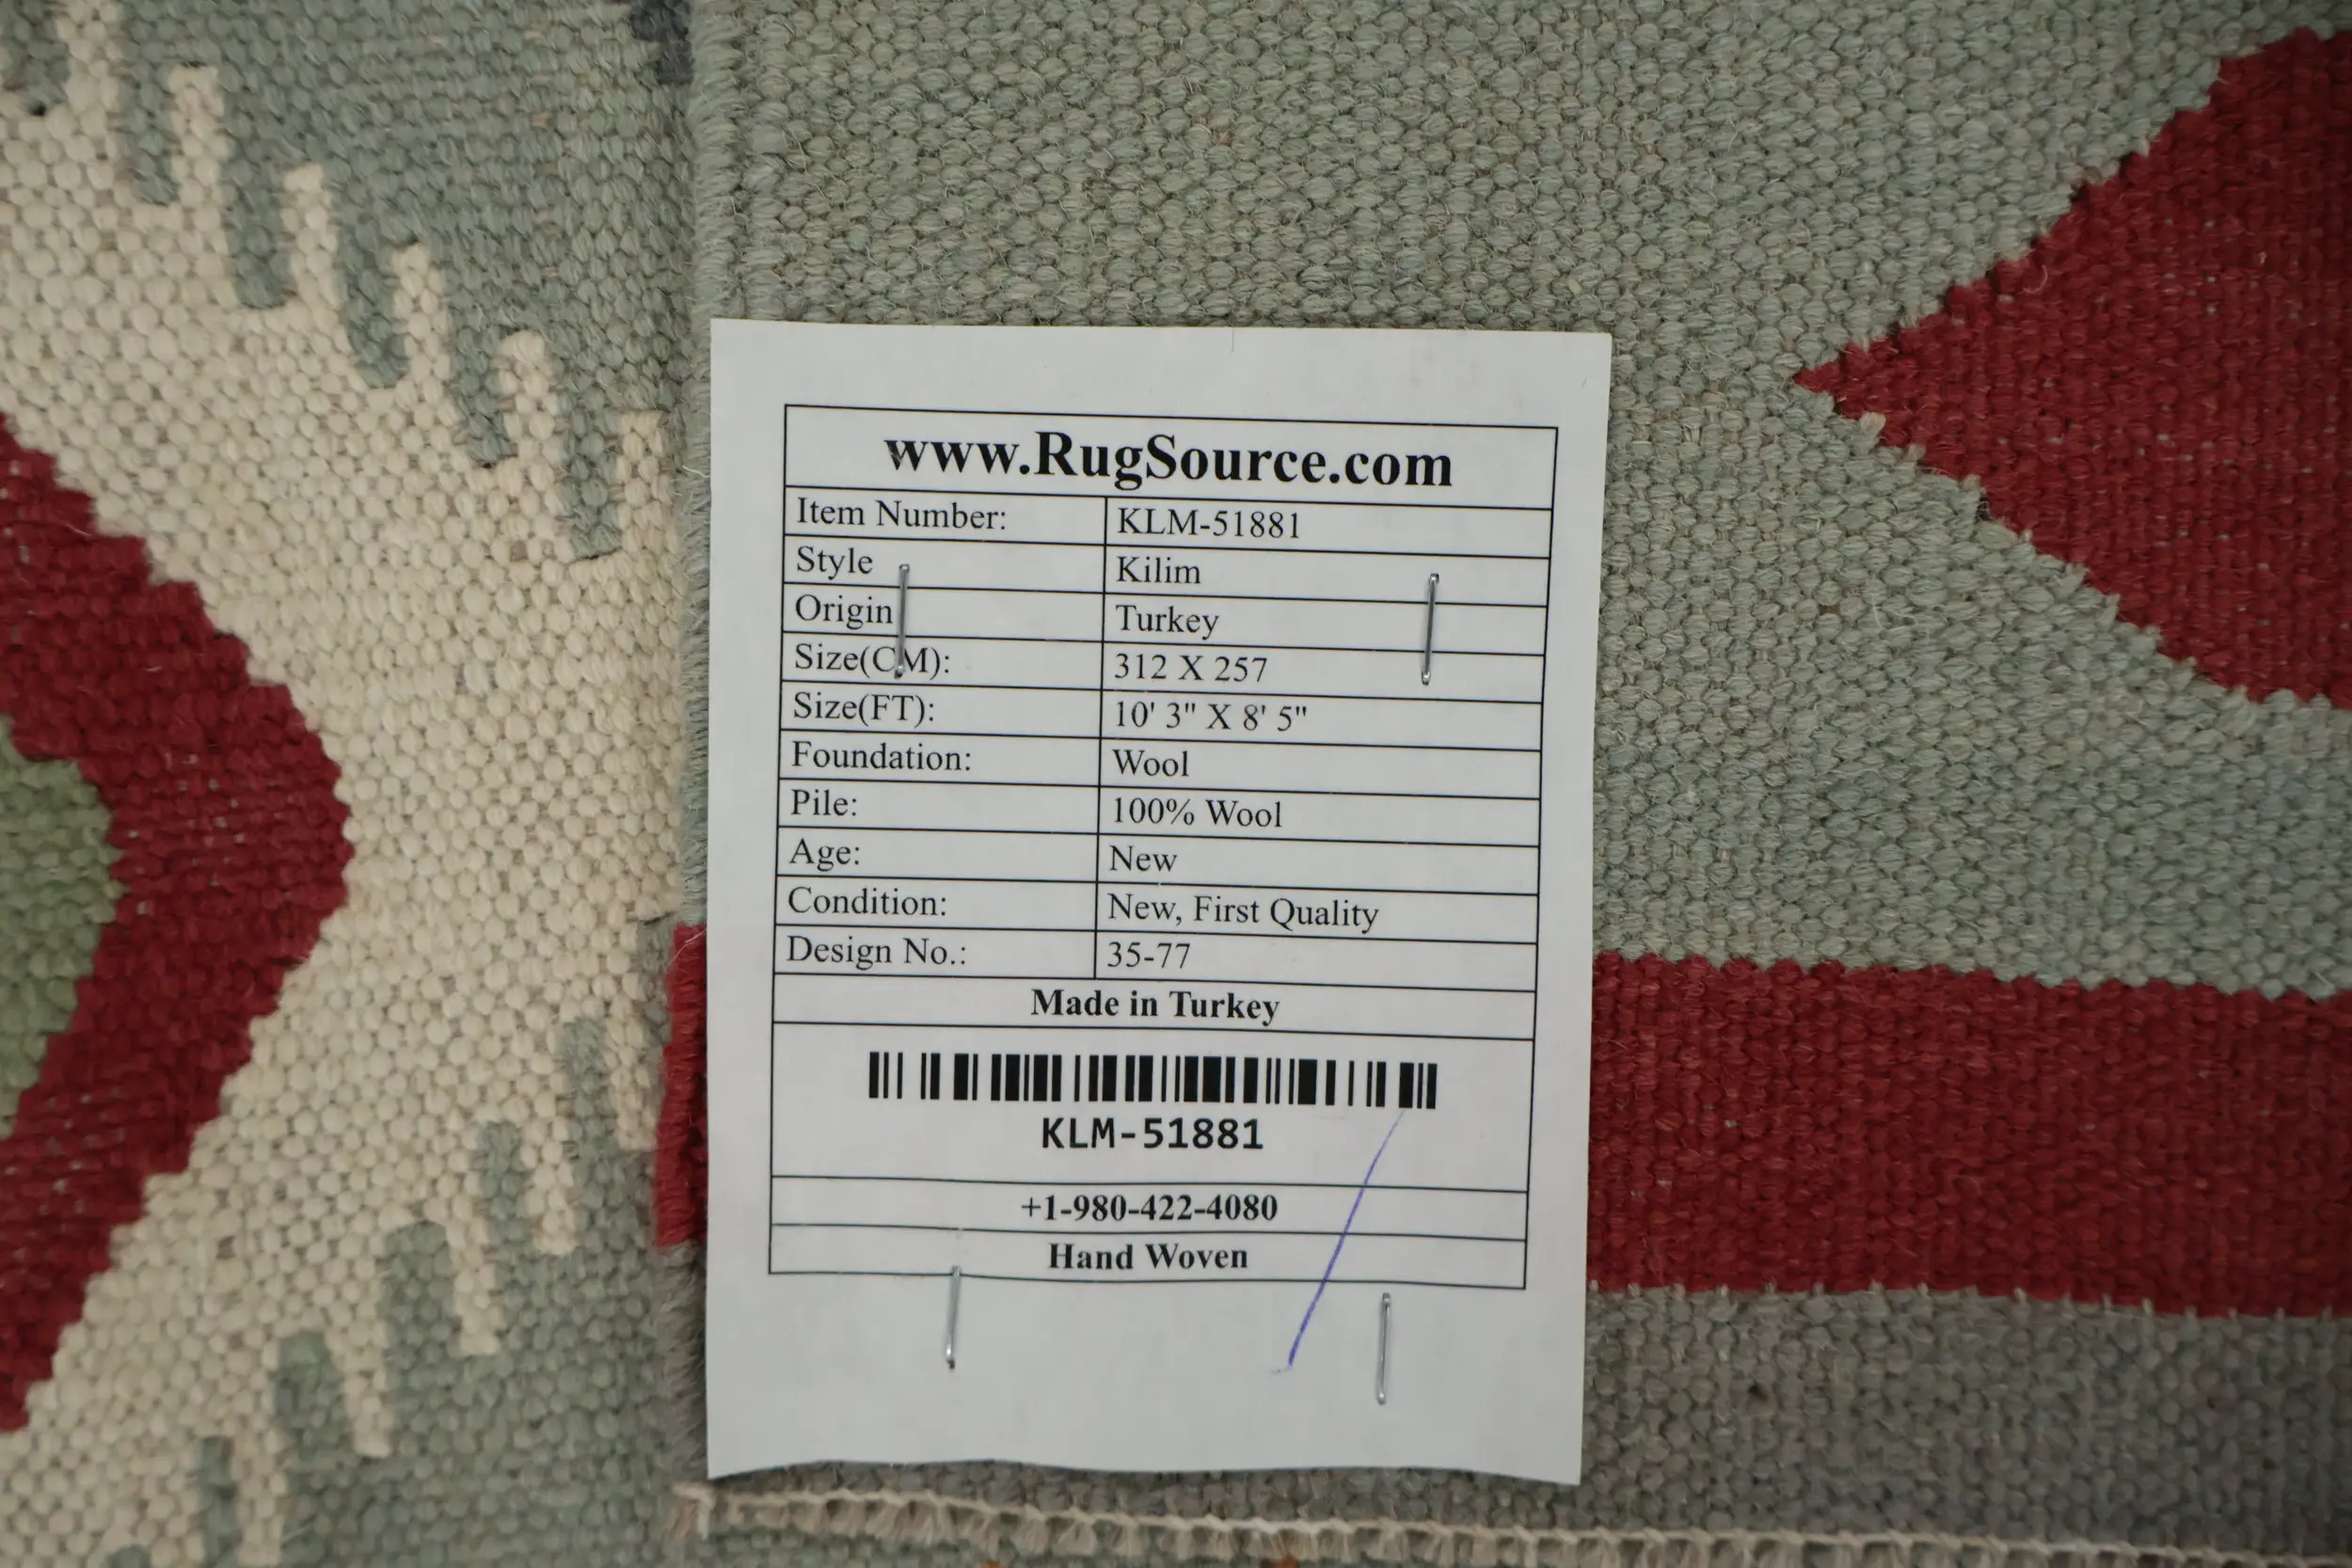 www.RugSource.com
Item Number: KLM-51881
Style Kilim
Origin Turkey
Size(CM): 312 X 257
Size(FT): 10' 3" X 8' 5"
Foundation: Wool
Pile: 100% Wool
Age: New
Condition: New, First Quality
Design No.: 35-77
Made in Turkey
KLM-51881
+1-980-422-4080
Hand Woven